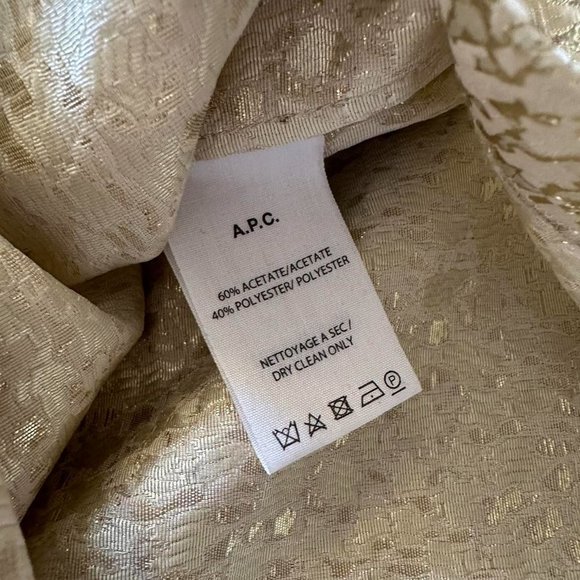 A.P.C.
60% ACETATE/ACETATE
40% POLYESTER/ POLYESTER
NETTOYAGE A SEC/
DRY CLEAN ONLY
P